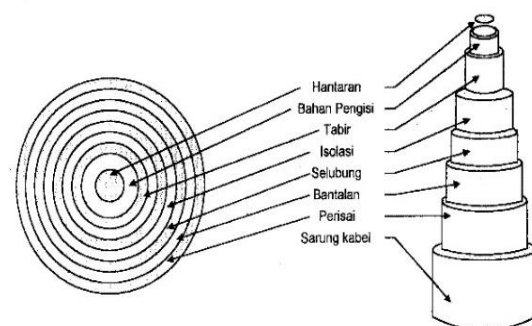 Hantaran
Bahan Pengisi
Tabir
Isolasi
Selubung
Bantalan
Perisai
Sarung kabel